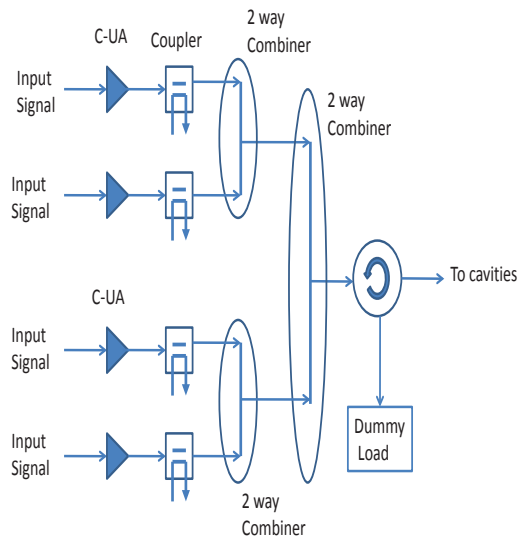 2 way
Combiner
C-UA
Coupler
Input
Signal
2 way
Combiner
Input
Signal
To cavities
C-UA
Input
Signal
Dummy
Load
Input
Signal
2 way
Combiner